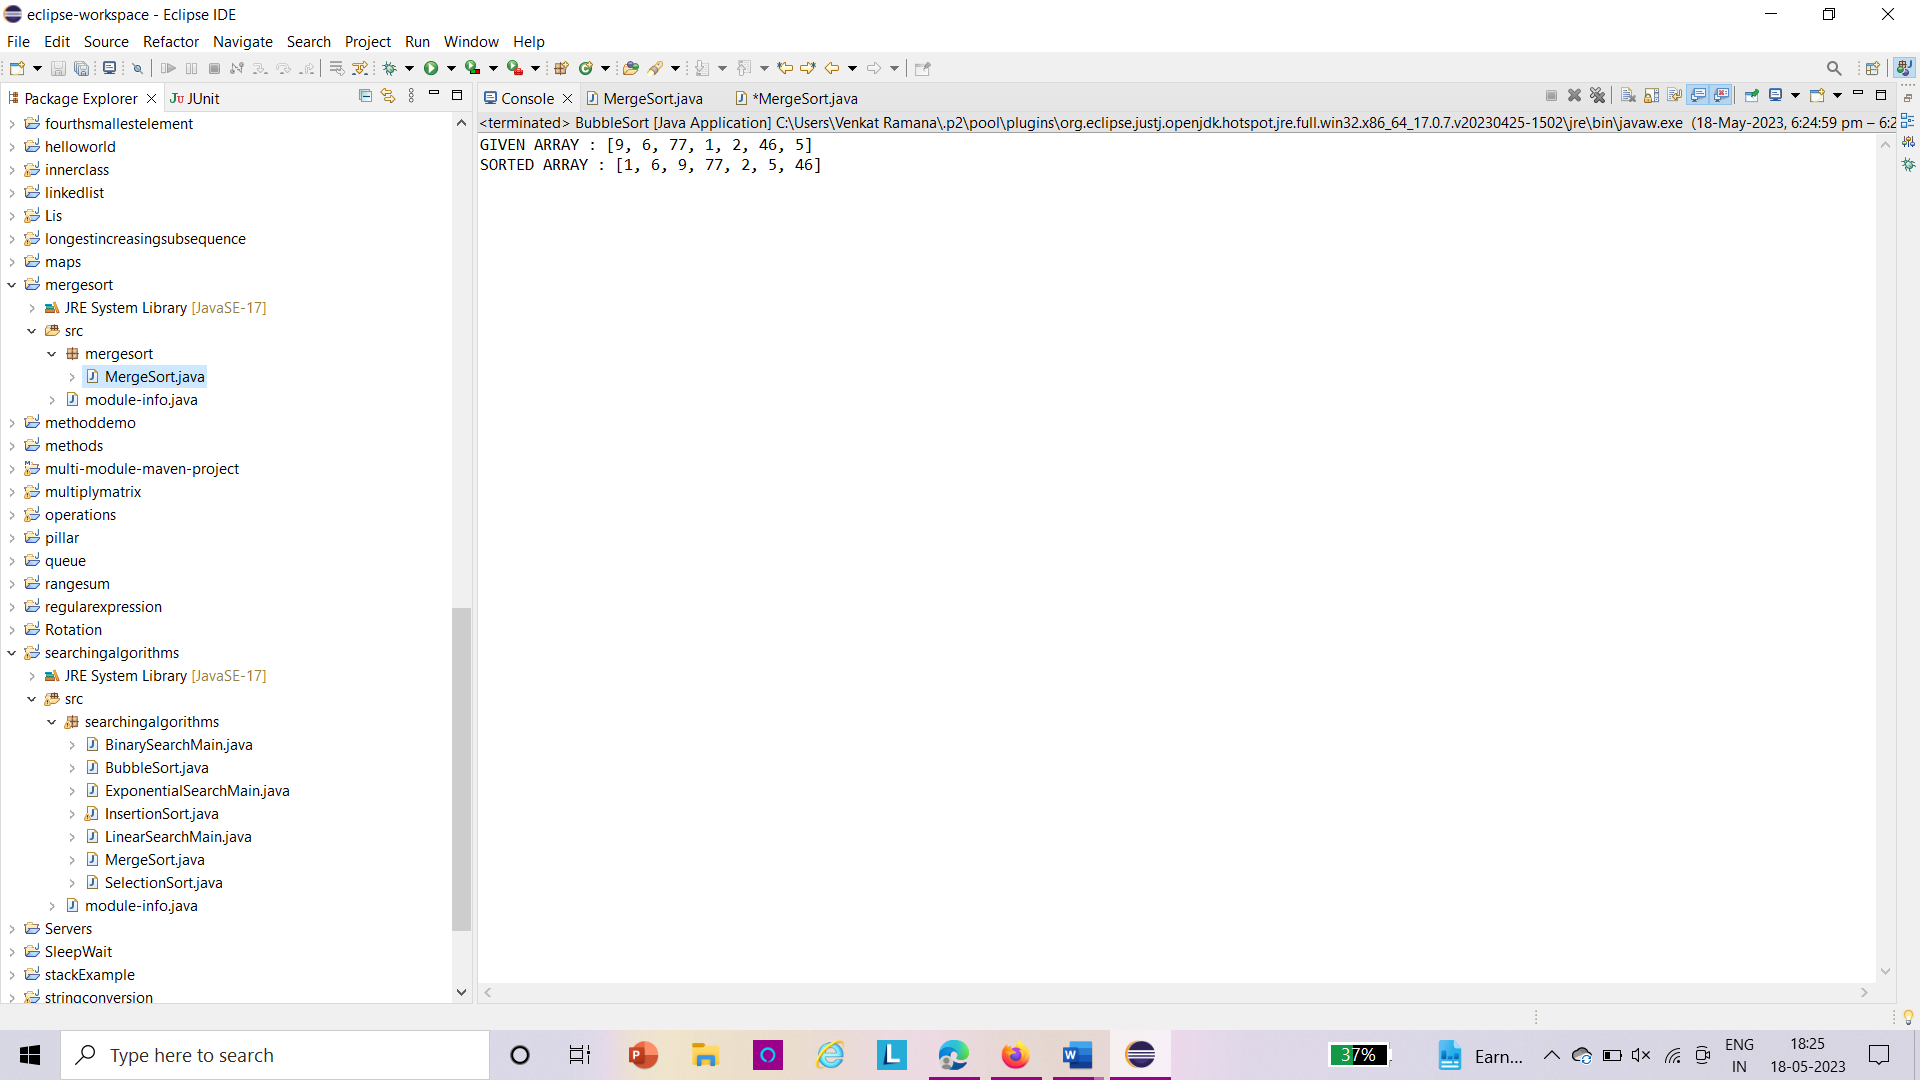 eclipse-workspace - Eclipse IDE
File Edit Source Refactor Navigate Search Project Run Window Help
Package Explorer
JUnit
Console
MergeSort.java
*MergeSort.java
<terminated> BubbleSort [Java Application] C:\Users\Venkat Ramana\.p2\pool\plugins\org.eclipse.justj.openjdk.hotspot.jre.full.win32.x86_64_17.0.7.v20230425-1502\jre\bin\javaw.exe (18-May-2023, 6:24:59 pm – 6:2
GIVEN ARRAY : [9, 6, 77, 1, 2, 46, 5]
SORTED ARRAY : [1, 6, 9, 77, 2, 5, 46]
fourthsmallestelement
helloworld
innerclass
linkedlist
Lis
longestincreasingsubsequence
maps
mergesort
JRE System Library [JavaSE-17]
src
mergesort
MergeSort.java
module-info.java
methoddemo
methods
multi-module-maven-project
multiplymatrix
operations
pillar
queue
rangesum
regularexpression
Rotation
searchingalgorithms
JRE System Library [JavaSE-17]
src
searchingalgorithms
BinarySearchMain.java
BubbleSort.java
ExponentialSearchMain.java
InsertionSort.java
LinearSearchMain.java
MergeSort.java
SelectionSort.java
module-info.java
Servers
SleepWait
stackExample
stringconversion
Type here to search
37%
Earn...
ENG
IN
18:25
18-05-2023